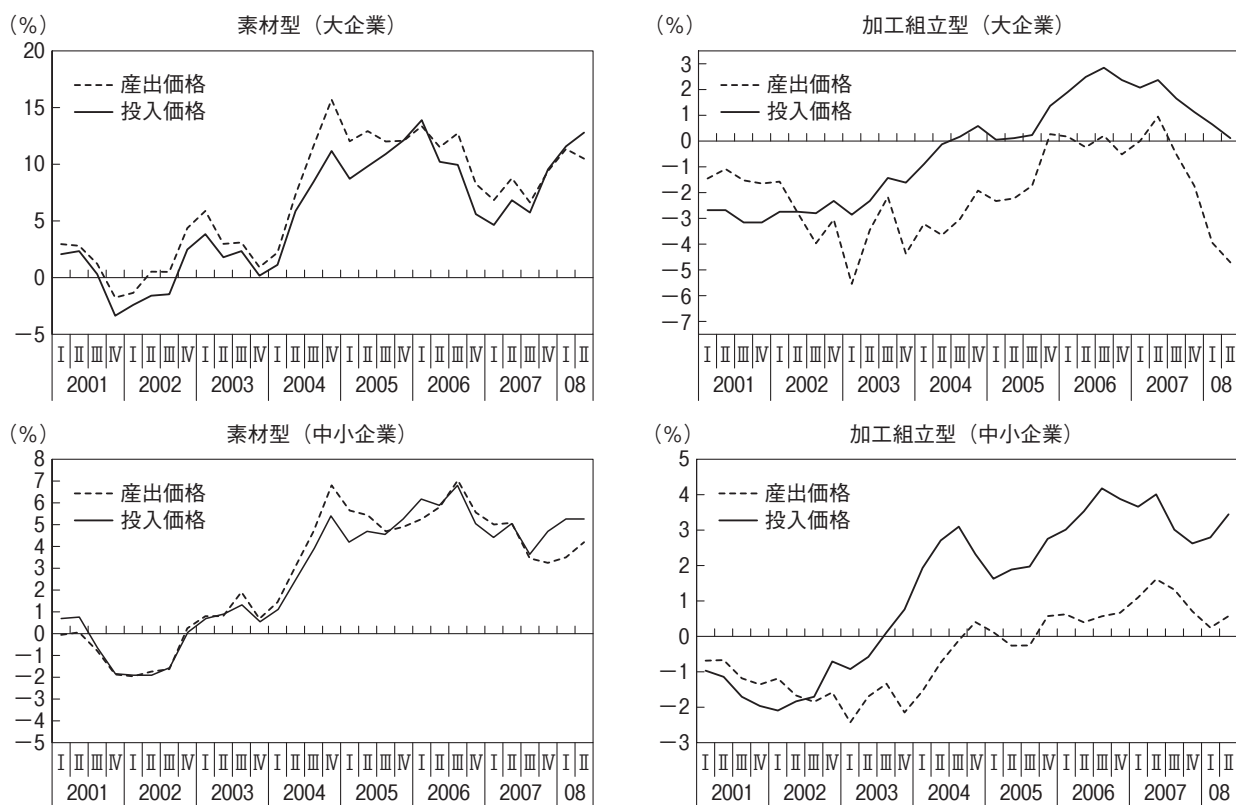 (%) 素材型(大企業)
20
15
10
5
0
-5
産出価格
投入価格
Ⅰ Ⅱ Ⅲ Ⅳ Ⅰ Ⅱ Ⅲ Ⅳ Ⅰ Ⅱ Ⅲ Ⅳ Ⅰ Ⅱ Ⅲ Ⅳ Ⅰ Ⅱ Ⅲ Ⅳ Ⅰ Ⅱ Ⅲ Ⅳ Ⅰ Ⅱ Ⅲ Ⅳ Ⅰ Ⅱ
2001 2002 2003 2004 2005 2006 2007 08
(%) 加工組立型(大企業)
3
2
1
0
-1
-2
-3
-4
-5
-6
-7
産出価格
投入価格
Ⅰ Ⅱ Ⅲ Ⅳ Ⅰ Ⅱ Ⅲ Ⅳ Ⅰ Ⅱ Ⅲ Ⅳ Ⅰ Ⅱ Ⅲ Ⅳ Ⅰ Ⅱ Ⅲ Ⅳ Ⅰ Ⅱ Ⅲ Ⅳ Ⅰ Ⅱ Ⅲ Ⅳ Ⅰ Ⅱ
2001 2002 2003 2004 2005 2006 2007 08
(%) 素材型(中小企業)
8
7
6
5
4
3
2
1
0
-1
-2
-3
-4
-5
産出価格
投入価格
Ⅰ Ⅱ Ⅲ Ⅳ Ⅰ Ⅱ Ⅲ Ⅳ Ⅰ Ⅱ Ⅲ Ⅳ Ⅰ Ⅱ Ⅲ Ⅳ Ⅰ Ⅱ Ⅲ Ⅳ Ⅰ Ⅱ Ⅲ Ⅳ Ⅰ Ⅱ Ⅲ Ⅳ Ⅰ Ⅱ
2001 2002 2003 2004 2005 2006 2007 08
(%) 加工組立型(中小企業)
5
4
3
2
1
0
-1
-2
-3
産出価格
投入価格
Ⅰ Ⅱ Ⅲ Ⅳ Ⅰ Ⅱ Ⅲ Ⅳ Ⅰ Ⅱ Ⅲ Ⅳ Ⅰ Ⅱ Ⅲ Ⅳ Ⅰ Ⅱ Ⅲ Ⅳ Ⅰ Ⅱ Ⅲ Ⅳ Ⅰ Ⅱ Ⅲ Ⅳ Ⅰ Ⅱ
2001 2002 2003 2004 2005 2006 2007 08